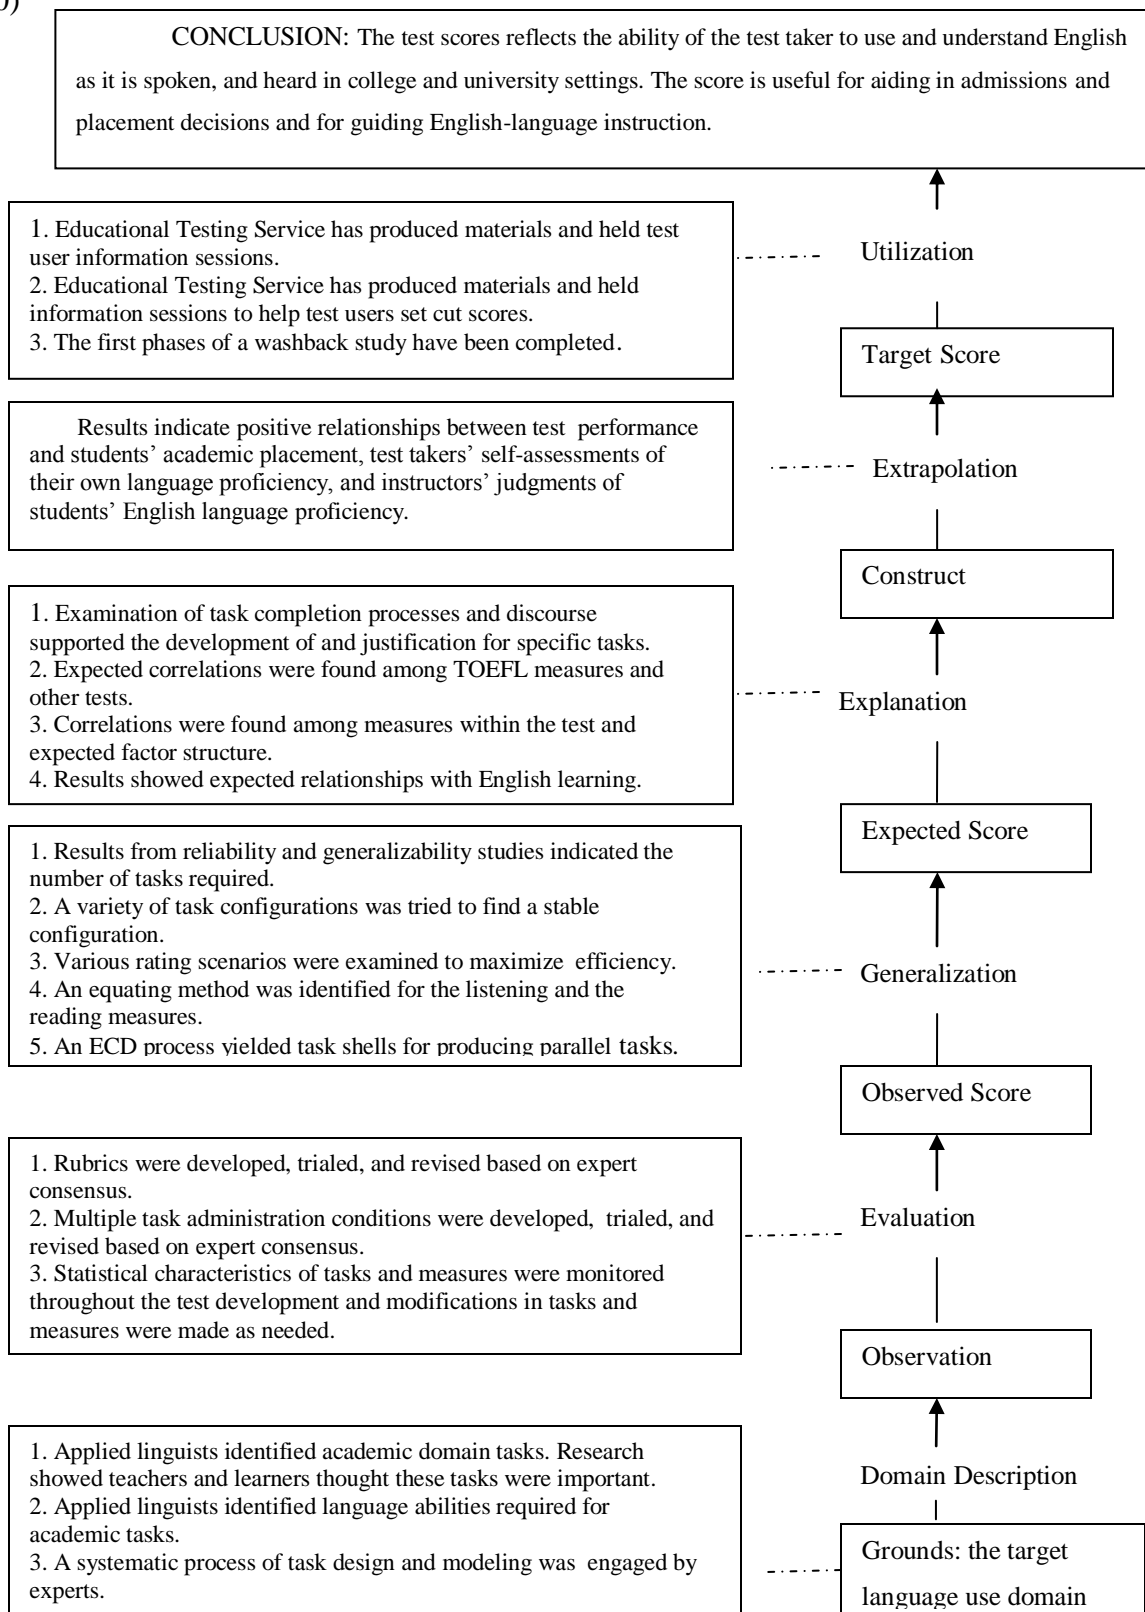 CONCLUSION: The test scores reflects the ability of the test taker to use and understand English
as it is spoken, and heard in college and university settings. The score is useful for aiding in admissions and
placement decisions and for guiding English-language instruction.
1. Educational Testing Service has produced materials and held test
user information sessions.
2. Educational Testing Service has produced materials and held
information sessions to help test users set cut scores.
3. The first phases of a washback study have been completed.
Utilization
Target Score
Results indicate positive relationships between test performance
and students’ academic placement, test takers’ self-assessments of
their own language proficiency, and instructors’ judgments of
students’ English language proficiency.
Extrapolation
Construct
1. Examination of task completion processes and discourse
supported the development of and justification for specific tasks.
2. Expected correlations were found among TOEFL measures and
other tests.
3. Correlations were found among measures within the test and
expected factor structure.
4. Results showed expected relationships with English learning.
Explanation
Expected Score
1. Results from reliability and generalizability studies indicated the
number of tasks required.
2. A variety of task configurations was tried to find a stable
configuration.
3. Various rating scenarios were examined to maximize efficiency.
4. An equating method was identified for the listening and the
reading measures.
5. An ECD process yielded task shells for producing parallel tasks.
Generalization
Observed Score
1. Rubrics were developed, trialed, and revised based on expert
consensus.
2. Multiple task administration conditions were developed, trialed, and
revised based on expert consensus.
3. Statistical characteristics of tasks and measures were monitored
throughout the test development and modifications in tasks and
measures were made as needed.
Evaluation
Observation
1. Applied linguists identified academic domain tasks. Research
showed teachers and learners thought these tasks were important.
2. Applied linguists identified language abilities required for
academic tasks.
3. A systematic process of task design and modeling was engaged by
experts.
Domain Description
Grounds: the target
language use domain